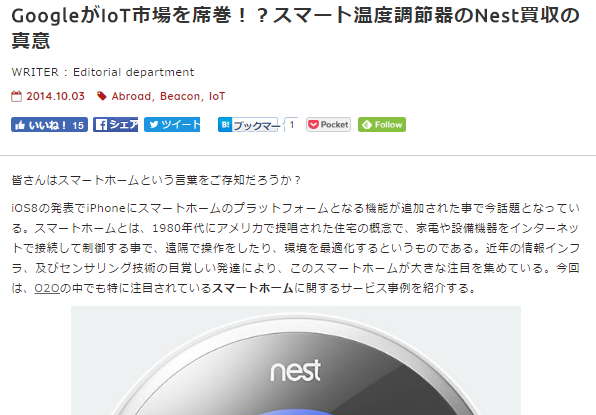 GoogleがIoT市場を席巻！？スマート温度調節器のNest買収の
真意
WRITER : Editorial department
2014.10.03 Abroad, Beacon, IoT
いいね！ 15 シェア ツイート B! ブックマーク 1 Pocket Follow
皆さんはスマートホームという言葉をご存知だろうか？
iOS8の発表でiPhoneにスマートホームのプラットフォームとなる機能が追加された事で今話題となってい
る。スマートホームとは、1980年代にアメリカで提唱された住宅の概念で、家電や設備機器をインターネッ
トで接続して制御する事で、遠隔で操作をしたり、環境を最適化するというものである。近年の情報インフ
ラ、及びセンサリング技術の目覚しい発達により、このスマートホームが大きな注目を集めている。今回
は、O2Oの中でも特に注目されているスマートホームに関するサービス事例を紹介する。
nest